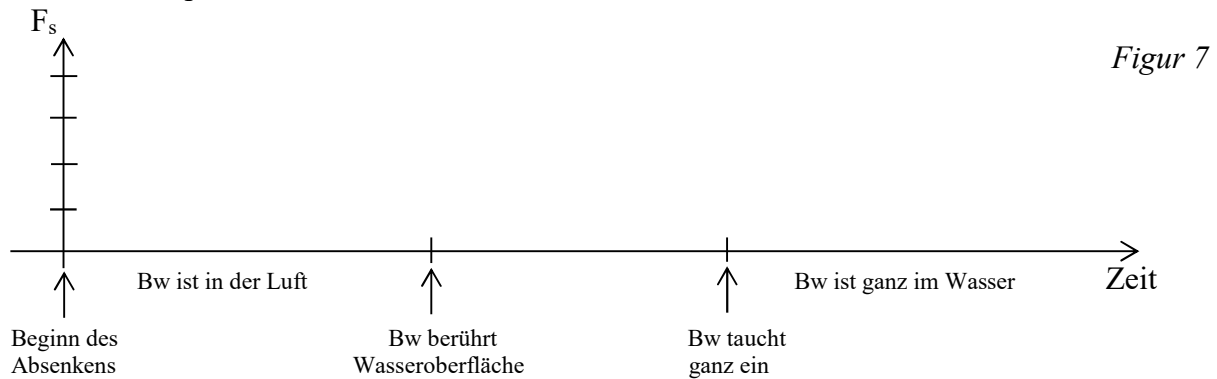 Fₛ
Figur 7
Bw ist in der Luft
Bw ist ganz im Wasser
Zeit
Beginn des
Absenkens
Bw berührt
Wasseroberfläche
Bw taucht
ganz ein